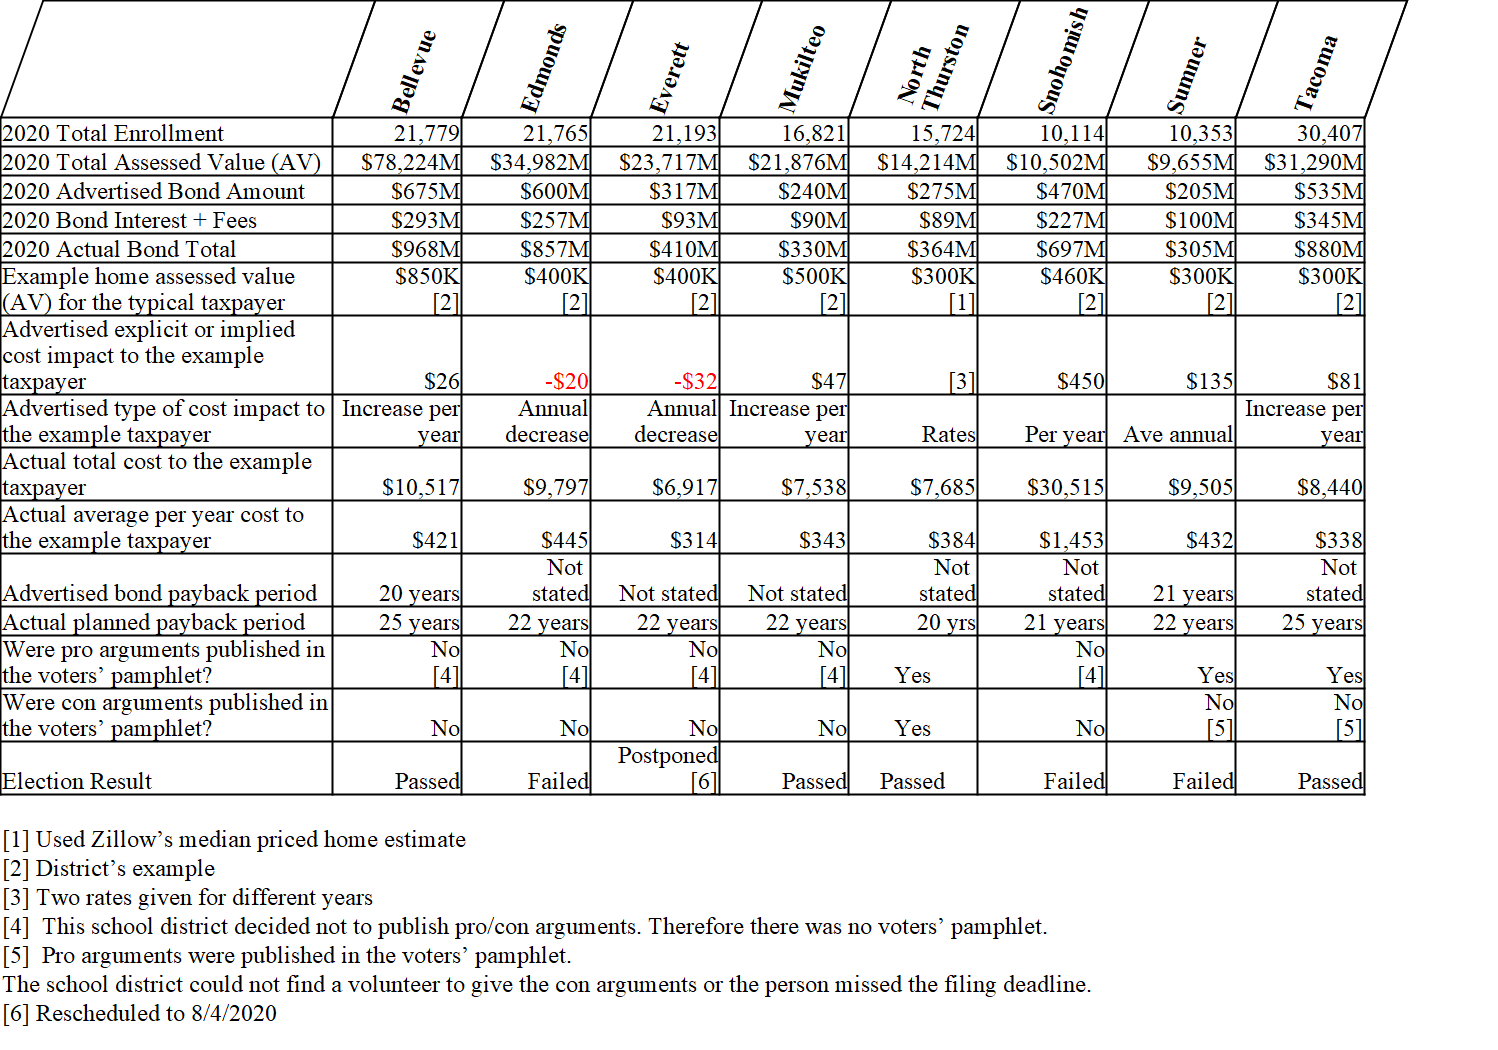 Bellevue Edmonds Everett Mukilteo North Thurston Snohomish Sumner Tacoma
2020 Total Enrollment 21,779 21,765 21,193 16,821 15,724 10,114 10,353 30,407
2020 Total Assessed Value (AV) $78,224M $34,982M $23,717M $21,876M $14,214M $10,502M $9,655M $31,290M
2020 Advertised Bond Amount $675M $600M $317M $240M $275M $470M $205M $535M
2020 Bond Interest + Fees $293M $257M $93M $90M $89M $227M $100M $345M
2020 Actual Bond Total $968M $857M $410M $330M $364M $697M $305M $880M
Example home assessed value $850K $400K $400K $500K $300K $460K $300K $300K
(AV) for the typical taxpayer [2] [2] [2] [2] [1] [2] [2] [2]
Advertised explicit or implied
cost impact to the example
taxpayer $26 -$20 -$32 $47 [3] $450 $135 $81
Advertised type of cost impact to Increase per Annual Annual Increase per Increase per
the example taxpayer year decrease decrease year Rates Per year Ave annual year
Actual total cost to the example
taxpayer $10,517 $9,797 $6,917 $7,538 $7,685 $30,515 $9,505 $8,440
Actual average per year cost to
the example taxpayer $421 $445 $314 $343 $384 $1,453 $432 $338
Not Not Not Not
Advertised bond payback period 20 years stated Not stated Not stated stated stated 21 years stated
Actual planned payback period 25 years 22 years 22 years 22 years 20 yrs 21 years 22 years 25 years
Were pro arguments published in No No No No No
the voters’ pamphlet? [4] [4] [4] [4] Yes [4] Yes Yes
Were con arguments published in No No
the voters’ pamphlet? No No No No Yes No [5] [5]
Postponed
Election Result Passed Failed [6] Passed Passed Failed Failed Passed
[1] Used Zillow’s median priced home estimate
[2] District’s example
[3] Two rates given for different years
[4] This school district decided not to publish pro/con arguments. Therefore there was no voters’ pamphlet.
[5] Pro arguments were published in the voters’ pamphlet.
The school district could not find a volunteer to give the con arguments or the person missed the filing deadline.
[6] Rescheduled to 8/4/2020